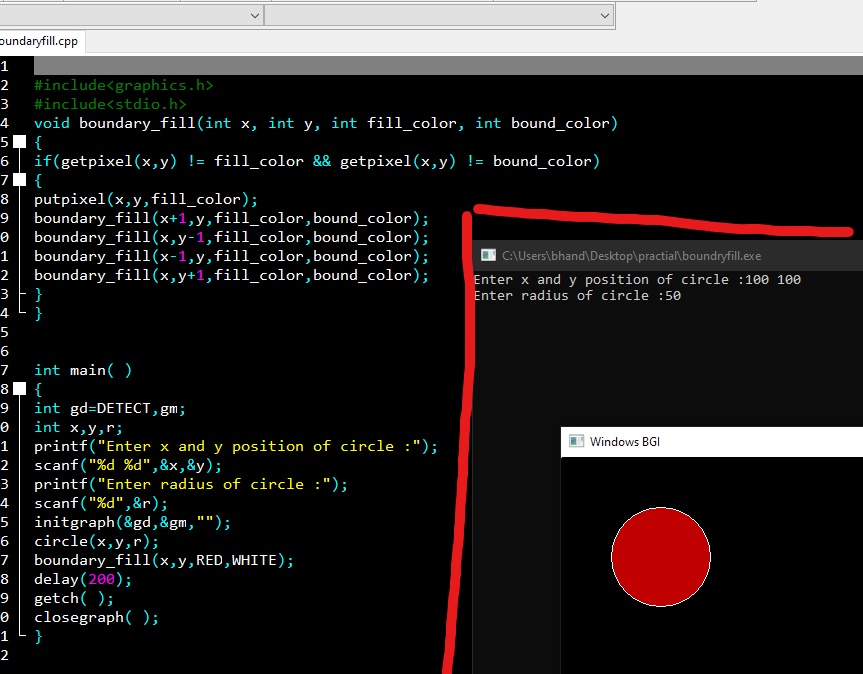 oundaryfill.cpp
1
2 #include<graphics.h>
3 #include<stdio.h>
4 void boundary_fill(int x, int y, int fill_color, int bound_color)
5 {
6 if(getpixel(x,y) != fill_color && getpixel(x,y) != bound_color)
7 {
8 putpixel(x,y,fill_color);
9 boundary_fill(x+1,y,fill_color,bound_color);
0 boundary_fill(x,y-1,fill_color,bound_color);
1 boundary_fill(x-1,y,fill_color,bound_color);
2 boundary_fill(x,y+1,fill_color,bound_color);
3 }
4 }
5
6
7 int main( )
8 {
9 int gd=DETECT,gm;
0 int x,y,r;
1 printf("Enter x and y position of circle :");
2 scanf("%d %d",&x,&y);
3 printf("Enter radius of circle :");
4 scanf("%d",&r);
5 initgraph(&gd,&gm,"");
6 circle(x,y,r);
7 boundary_fill(x,y,RED,WHITE);
8 delay(200);
9 getch( );
0 closegraph( );
1 }
2
C:\Users\bhand\Desktop\practial\boundryfill.exe
Enter x and y position of circle :100 100
Enter radius of circle :50
Windows BGI